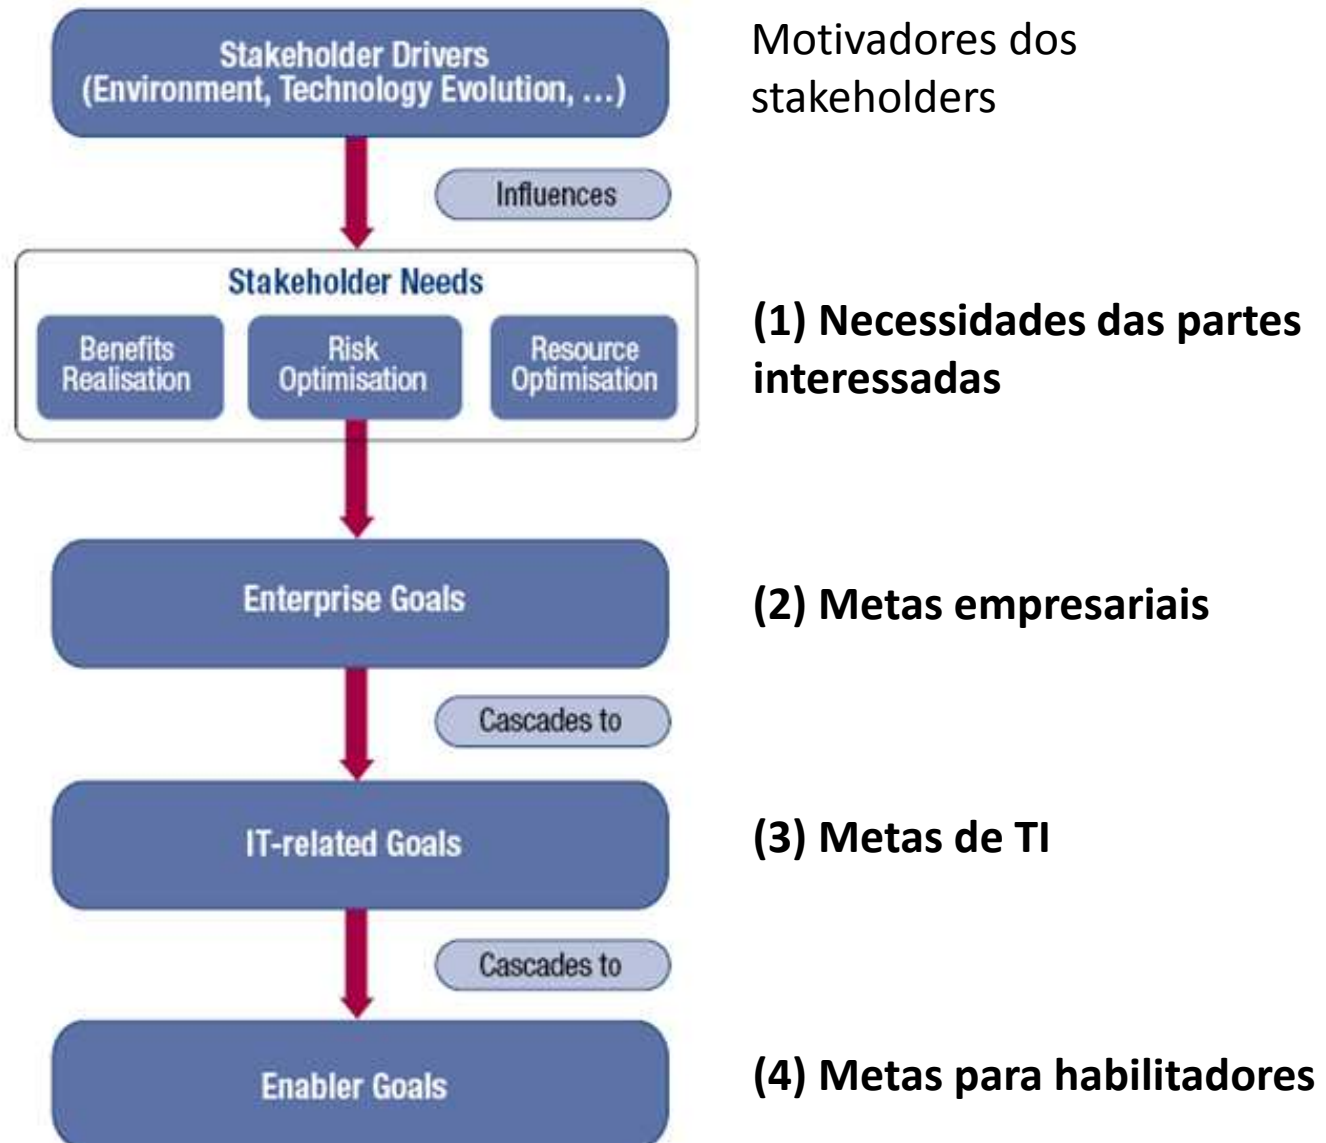 Stakeholder Drivers
(Environment, Technology Evolution, …)
Motivadores dos
stakeholders
Influences
Stakeholder Needs
Benefits
Realisation
Risk
Optimisation
Resource
Optimisation
(1) Necessidades das partes
interessadas
Enterprise Goals
(2) Metas empresariais
Cascades to
IT-related Goals
(3) Metas de TI
Cascades to
Enabler Goals
(4) Metas para habilitadores